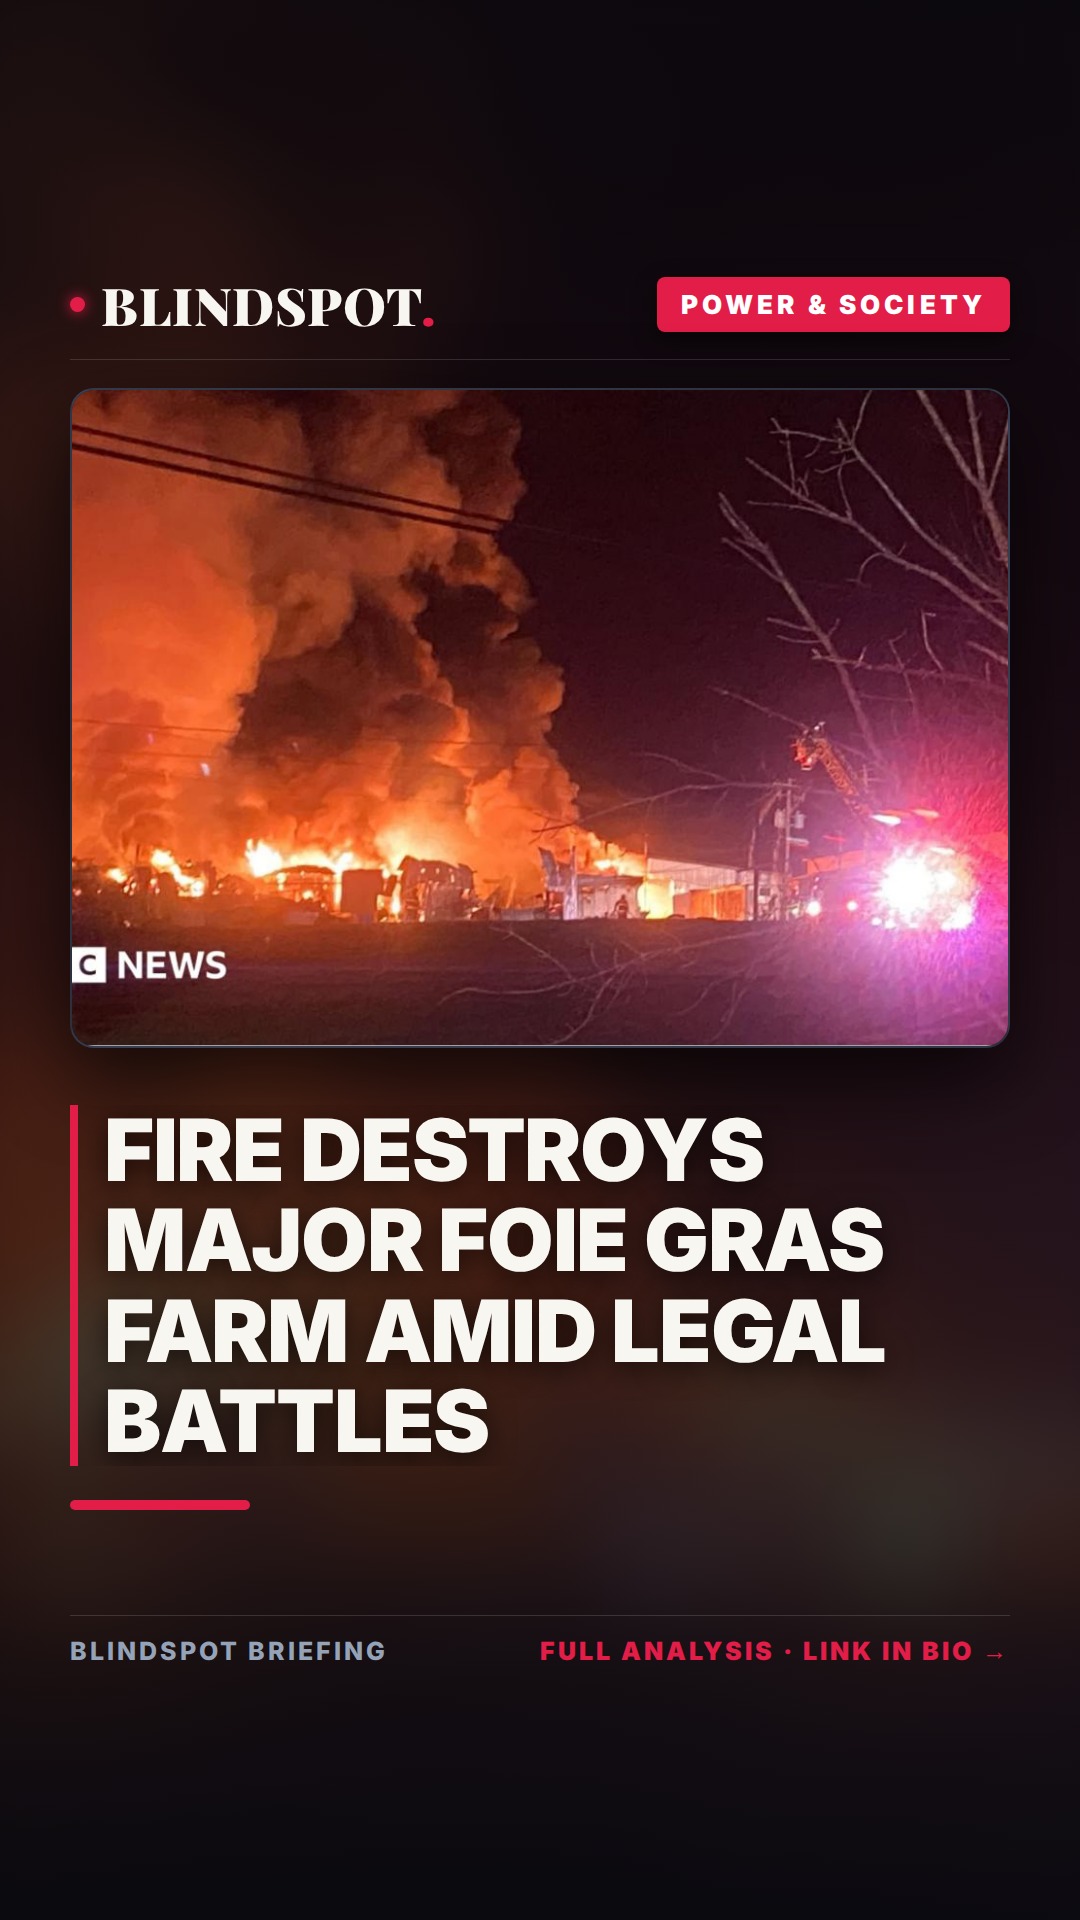 BLINDSPOT.
POWER & SOCIETY
C NEWS
FIRE DESTROYS
MAJOR FOIE GRAS
FARM AMID LEGAL
BATTLES
BLINDSPOT BRIEFING
FULL ANALYSIS · LINK IN BIO →